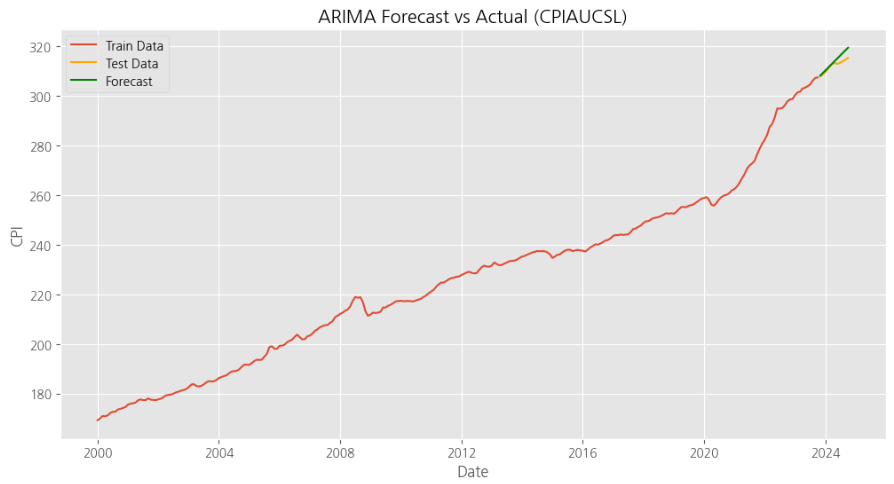 ARIMA Forecast vs Actual (CPIAUCSL)
Train Data
Test Data
Forecast
320
300
280
260
240
220
200
180
CPI
2000 2004 2008 2012 2016 2020 2024
Date